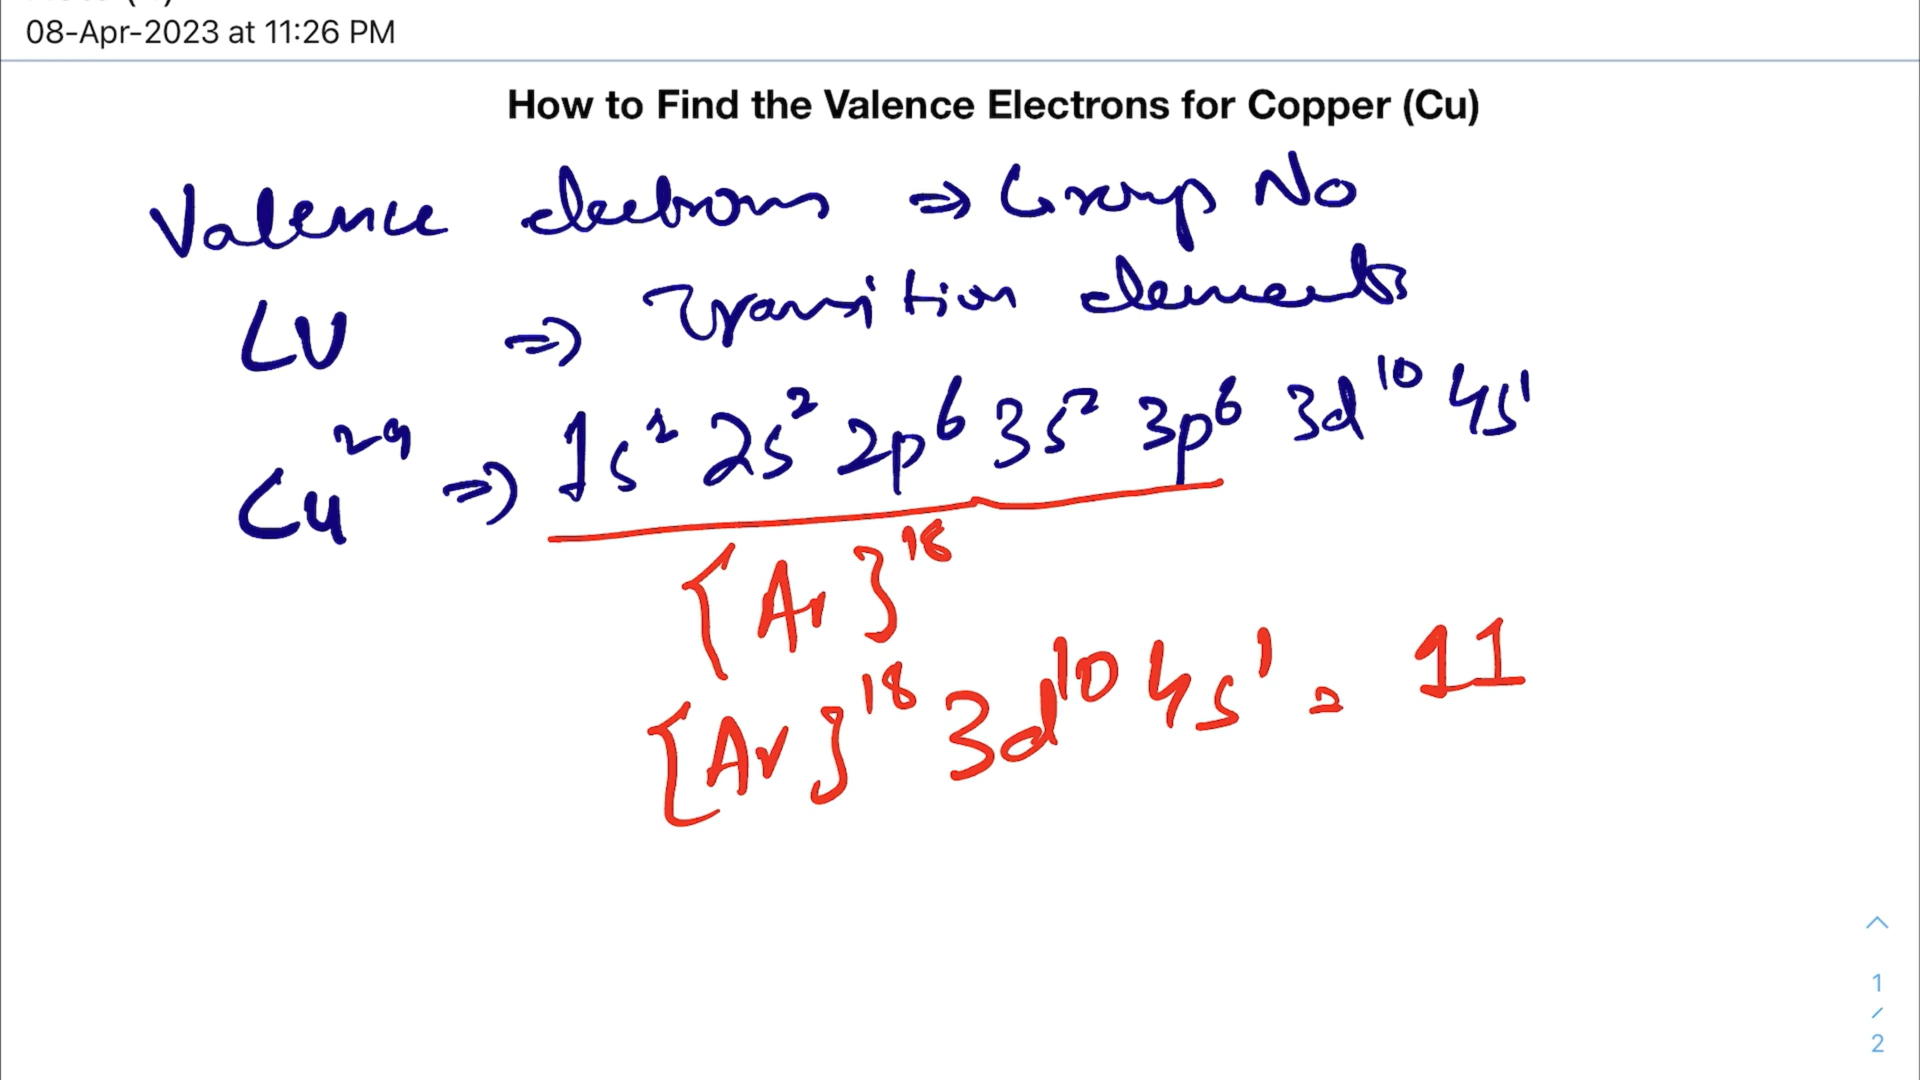 08-Apr-2023 at 11:26 PM
How to Find the Valence Electrons for Copper (Cu)
Valence electrons ⇒ Group No
CU ⇒ Transition elements
Cu²⁹ ⇒ 1s² 2s² 2p⁶ 3s² 3p⁶ 3d¹⁰ 4s¹
[Ar]¹⁸
[Ar]¹⁸ 3d¹⁰ 4s¹ = 11
1
/
2